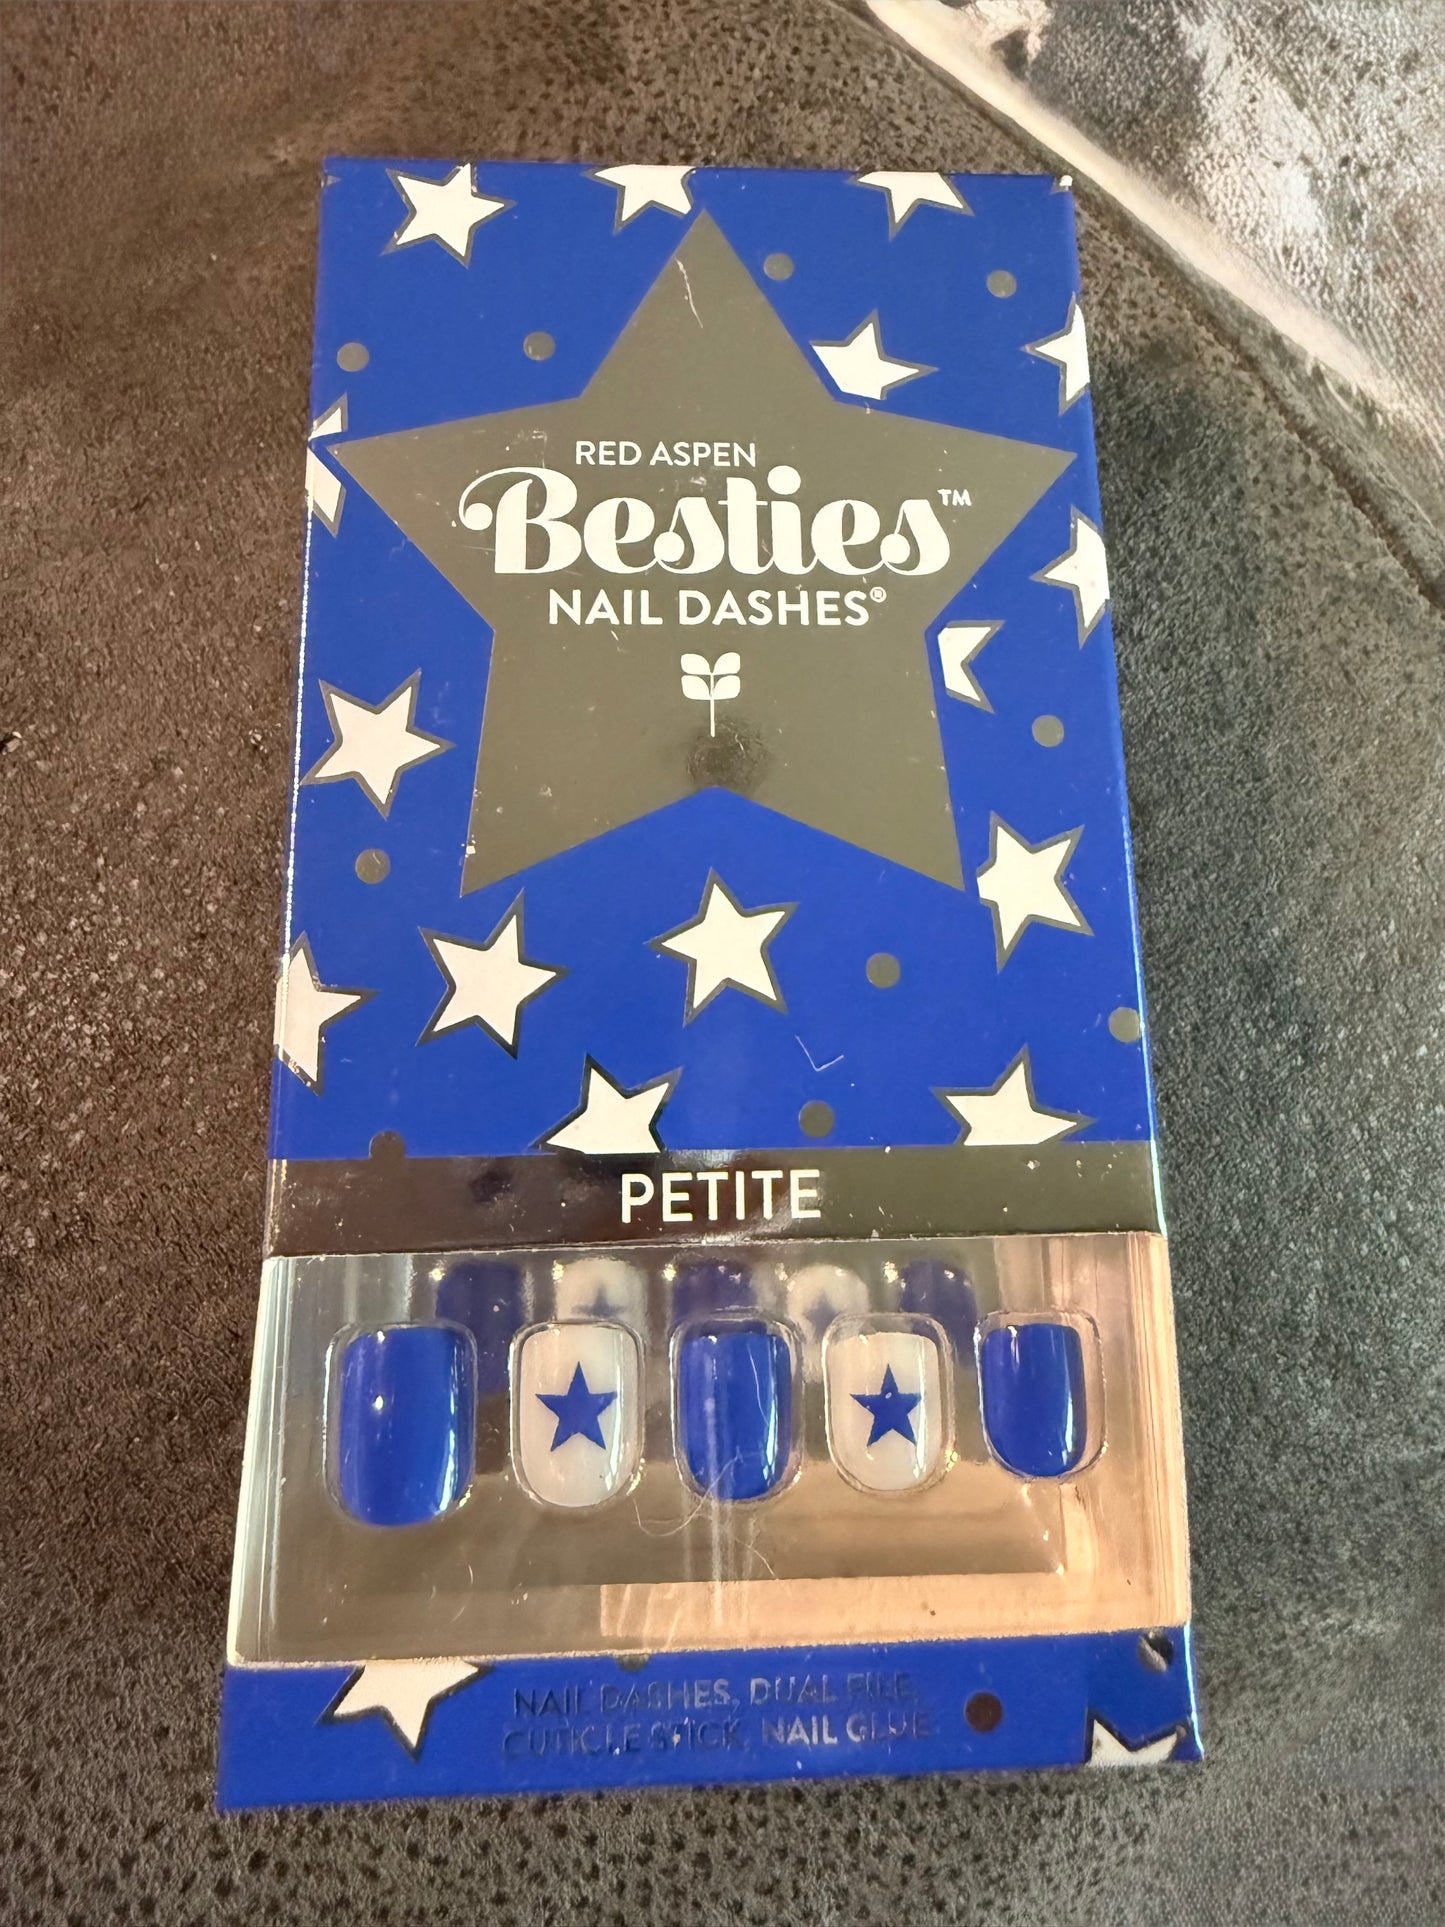 RED ASPEN
Besties™
NAIL DASHES®
PETITE
NAIL DASHES, DUAL FILE,
CUTICLE STICK, NAIL GLUE